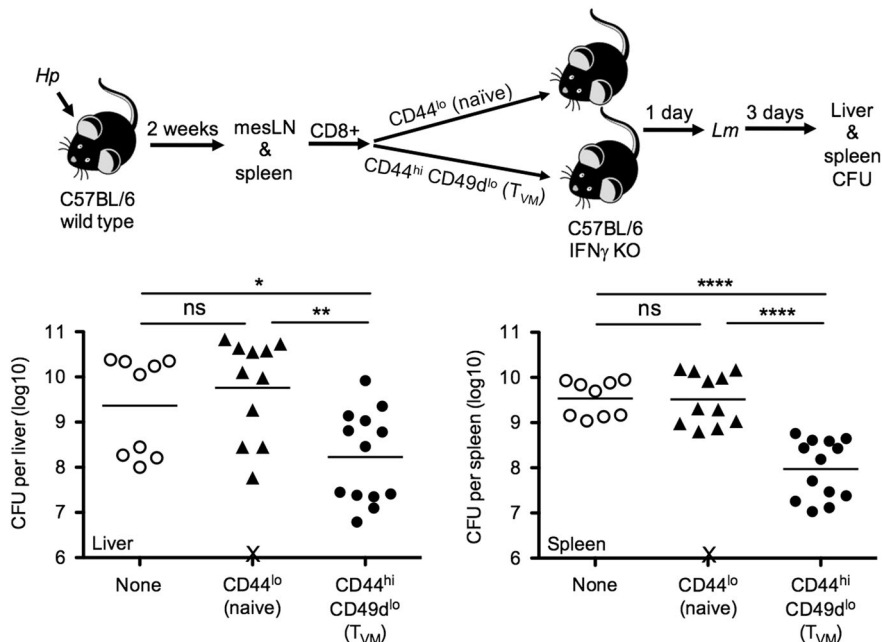 Hp
C57BL/6
wild type
2 weeks
mesLN
&
spleen
CD8+
CD44lo (naïve)
CD44hi CD49dlo (TVM)
C57BL/6
IFNγ KO
1 day
Lm
3 days
Liver
&
spleen
CFU
*
ns
**
CFU per liver (log10)
11
10
9
8
7
6
Liver
X
None
CD44lo
(naive)
CD44hi
CD49dlo
(TVM)
****
ns
****
CFU per spleen (log10)
11
10
9
8
7
6
Spleen
X
None
CD44lo
(naive)
CD44hi
CD49dlo
(TVM)